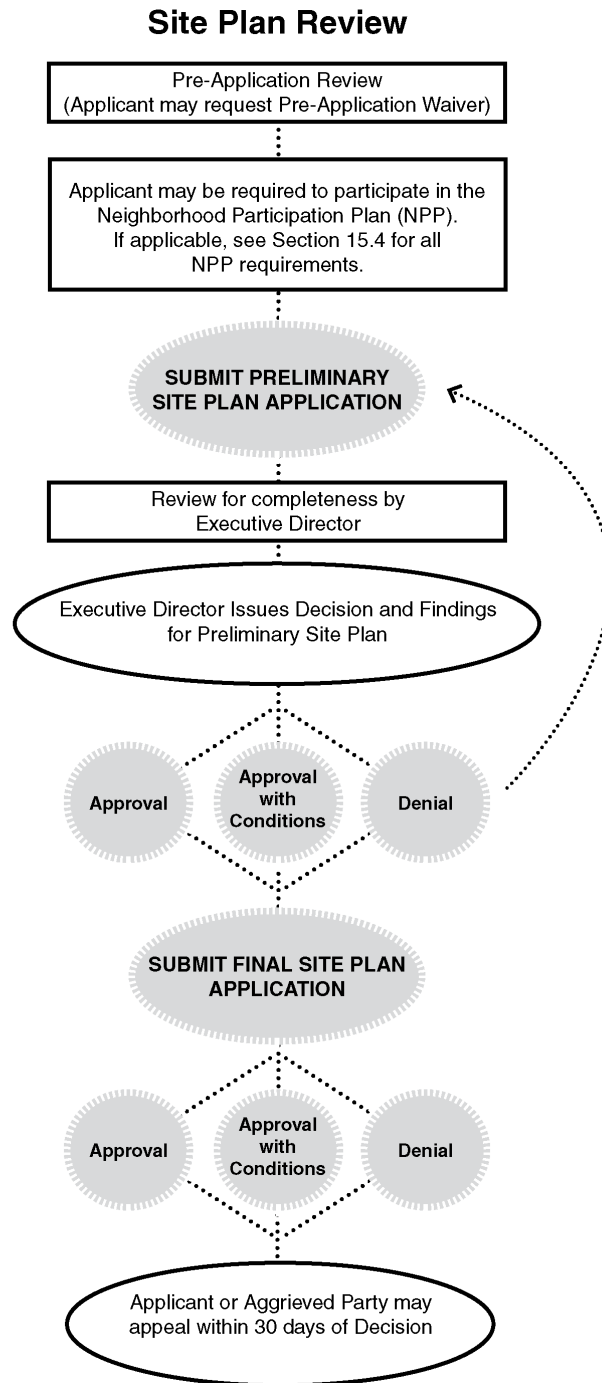 Site Plan Review
Pre-Application Review
(Applicant may request Pre-Application Waiver)
Applicant may be required to participate in the
Neighborhood Participation Plan (NPP).
If applicable, see Section 15.4 for all
NPP requirements.
SUBMIT PRELIMINARY
SITE PLAN APPLICATION
Review for completeness by
Executive Director
Executive Director Issues Decision and Findings
for Preliminary Site Plan
Approval
Approval
with
Conditions
Denial
SUBMIT FINAL SITE PLAN
APPLICATION
Approval
Approval
with
Conditions
Denial
Applicant or Aggrieved Party may
appeal within 30 days of Decision